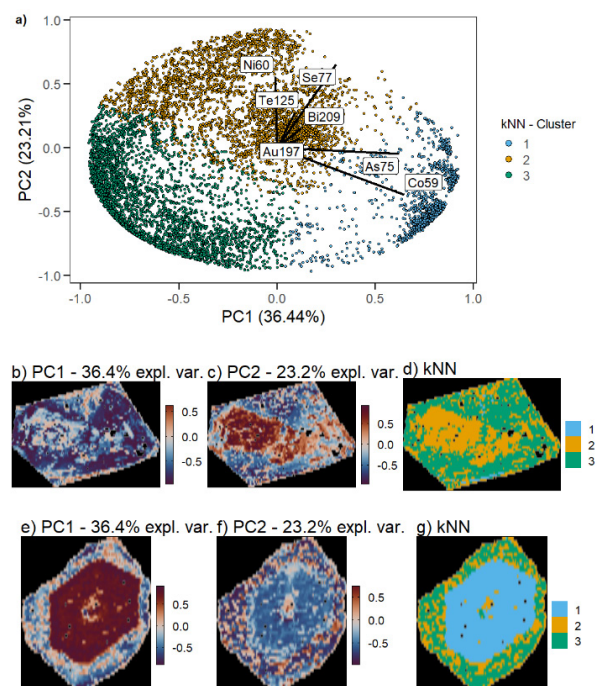 a)
1.0
0.5
0.0
-0.5
-1.0
PC2 (23.21%)
Ni60
Se77
Te125
Bi209
Au197
As75
Co59
-1.0 -0.5 0.0 0.5 1.0
PC1 (36.44%)
kNN - Cluster
1
2
3
b) PC1 - 36.4% expl. var.
0.5
0.0
-0.5
c) PC2 - 23.2% expl. var.
0.5
0.0
-0.5
d) kNN
1
2
3
e) PC1 - 36.4% expl. var.
0.5
0.0
-0.5
f) PC2 - 23.2% expl. var.
0.5
0.0
-0.5
g) kNN
1
2
3